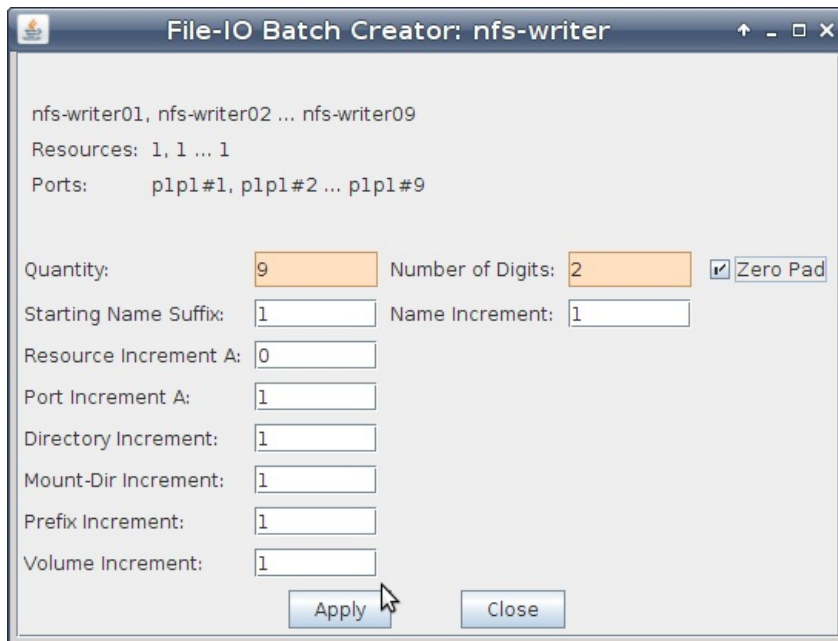 File-IO Batch Creator: nfs-writer
nfs-writer01, nfs-writer02 ... nfs-writer09
Resources: 1, 1 ... 1
Ports: p1p1#1, p1p1#2 ... p1p1#9
Quantity: 9 Number of Digits: 2 Zero Pad
Starting Name Suffix: 1 Name Increment: 1
Resource Increment A: 0
Port Increment A: 1
Directory Increment: 1
Mount-Dir Increment: 1
Prefix Increment: 1
Volume Increment: 1
Apply Close